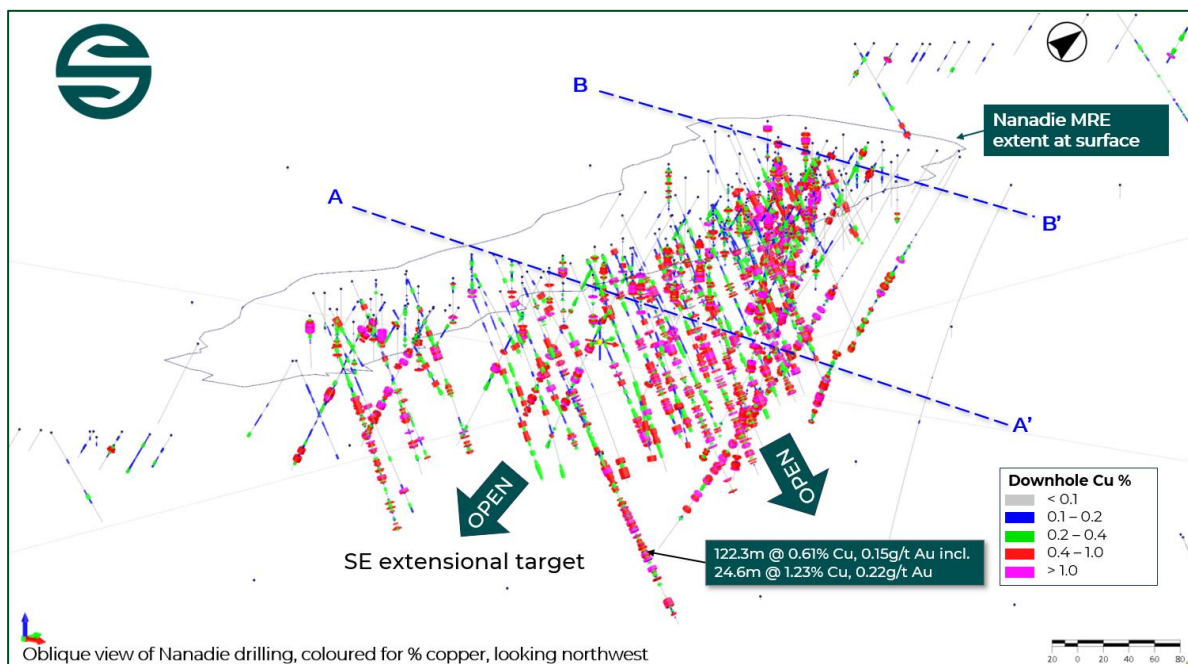 B
Nanadie MRE
extent at surface
A
B'
A'
OPEN
OPEN
SE extensional target
122.3m @ 0.61% Cu, 0.15g/t Au incl.
24.6m @ 1.23% Cu, 0.22g/t Au
Downhole Cu %
< 0.1
0.1 – 0.2
0.2 – 0.4
0.4 – 1.0
> 1.0
Oblique view of Nanadie drilling, coloured for % copper, looking northwest
20 0 20 40 60 80